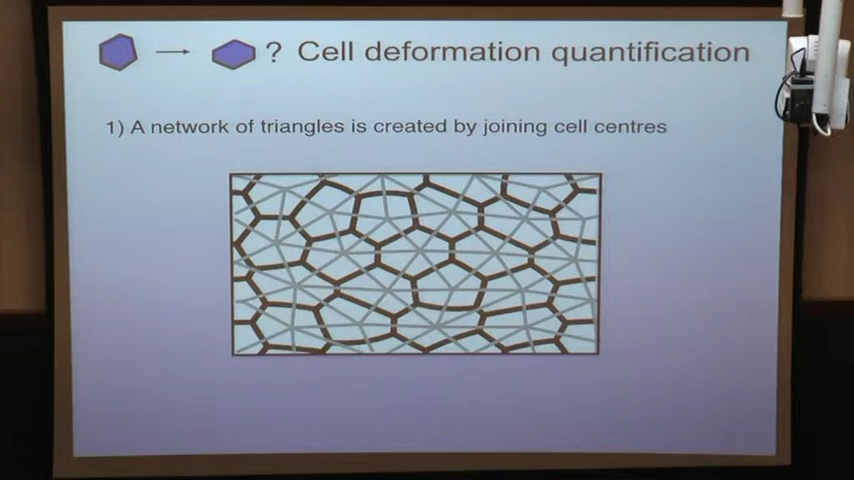 ? Cell deformation quantification
1) A network of triangles is created by joining cell centres